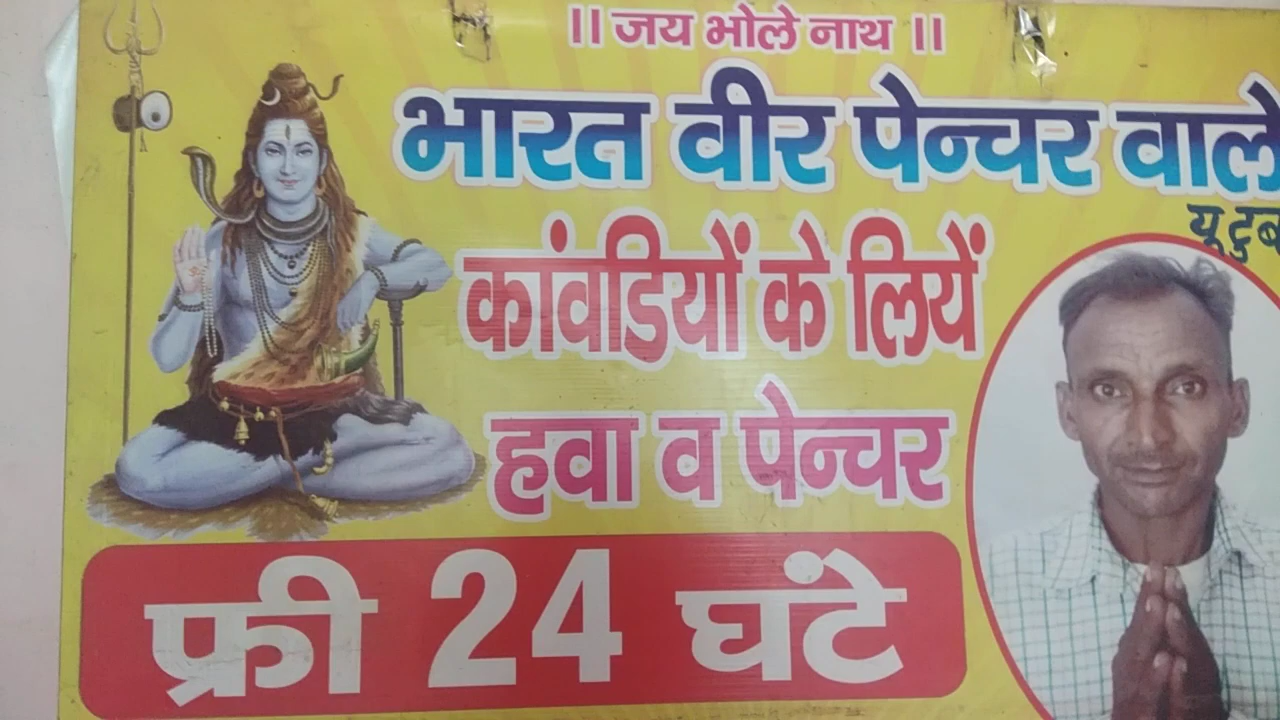 ।। जय भोले नाथ ।।
भारत वीर पेन्चर वाले
यू टुब
कांवडियों के लियें
हवा व पेन्चर
फ्री 24 घंटे